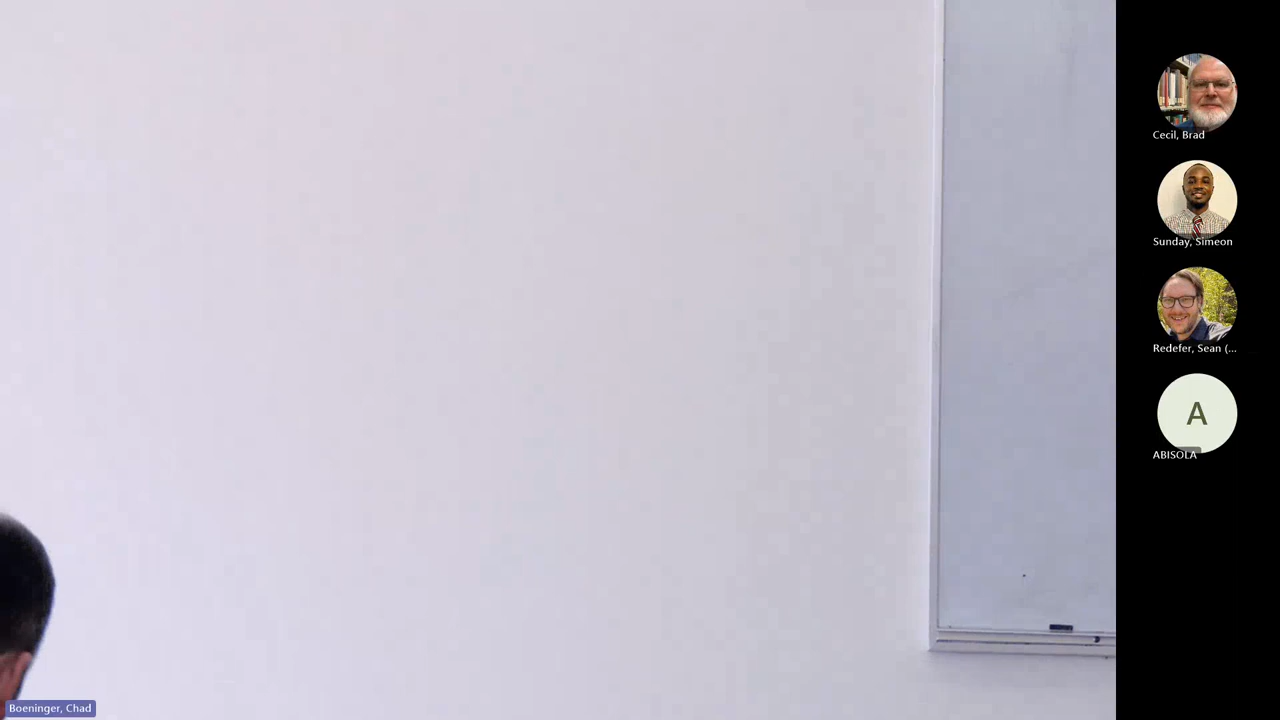 Cecil, Brad
Sunday, Simeon
Redefer, Sean (...
A
ABISOLA
Boeninger, Chad